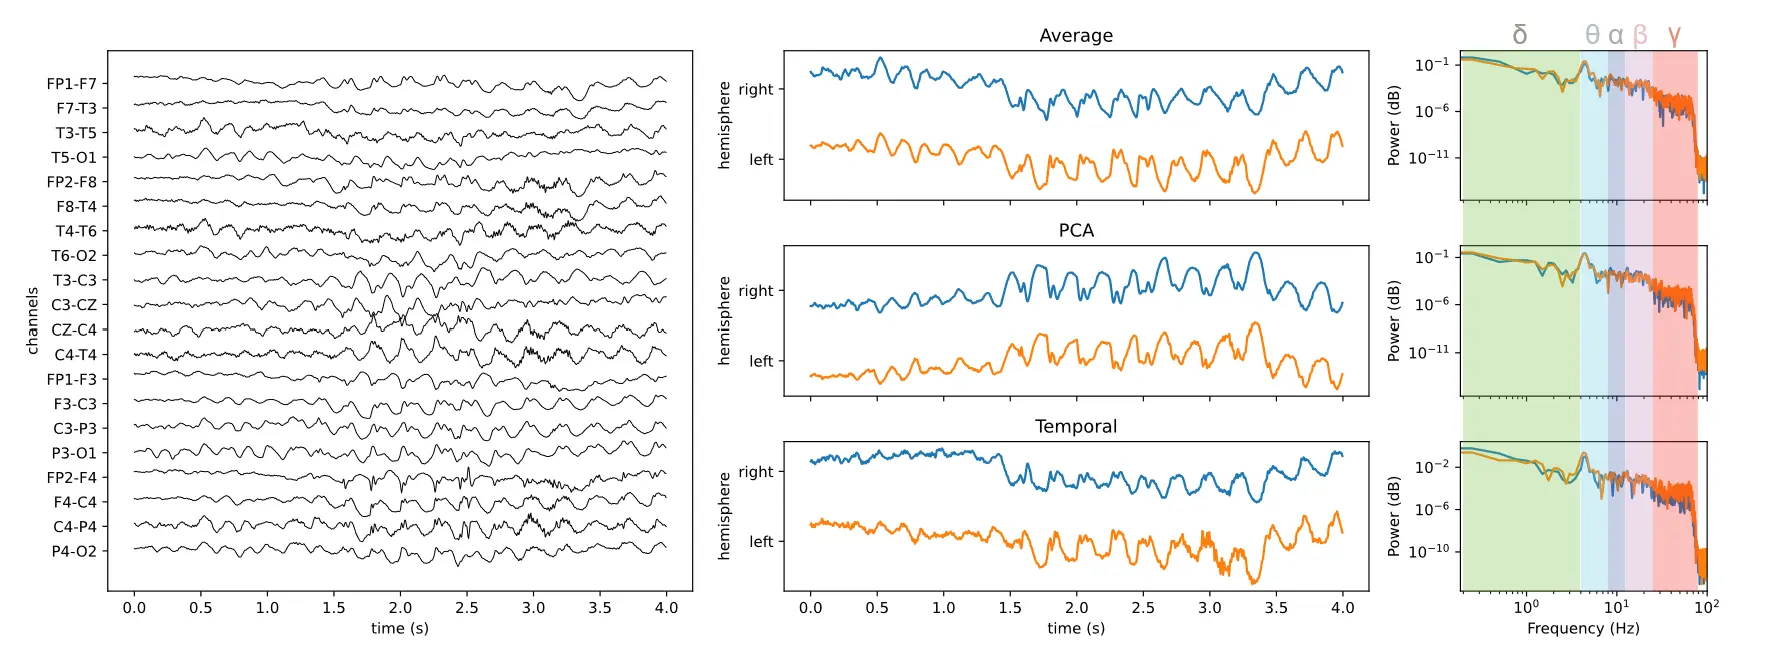 channels
FP1-F7
F7-T3
T3-T5
T5-O1
FP2-F8
F8-T4
T4-T6
T6-O2
T3-C3
C3-CZ
CZ-C4
C4-T4
FP1-F3
F3-C3
C3-P3
P3-O1
FP2-F4
F4-C4
C4-P4
P4-O2
0.0 0.5 1.0 1.5 2.0 2.5 3.0 3.5 4.0
time (s)
Average
hemisphere
right
left
PCA
hemisphere
right
left
Temporal
hemisphere
right
left
0.0 0.5 1.0 1.5 2.0 2.5 3.0 3.5 4.0
time (s)
δ θ α β γ
Power (dB)
10⁻¹
10⁻⁶
10⁻¹¹
Power (dB)
10⁻¹
10⁻⁶
10⁻¹¹
Power (dB)
10⁻²
10⁻⁶
10⁻¹⁰
10⁰ 10¹ 10²
Frequency (Hz)